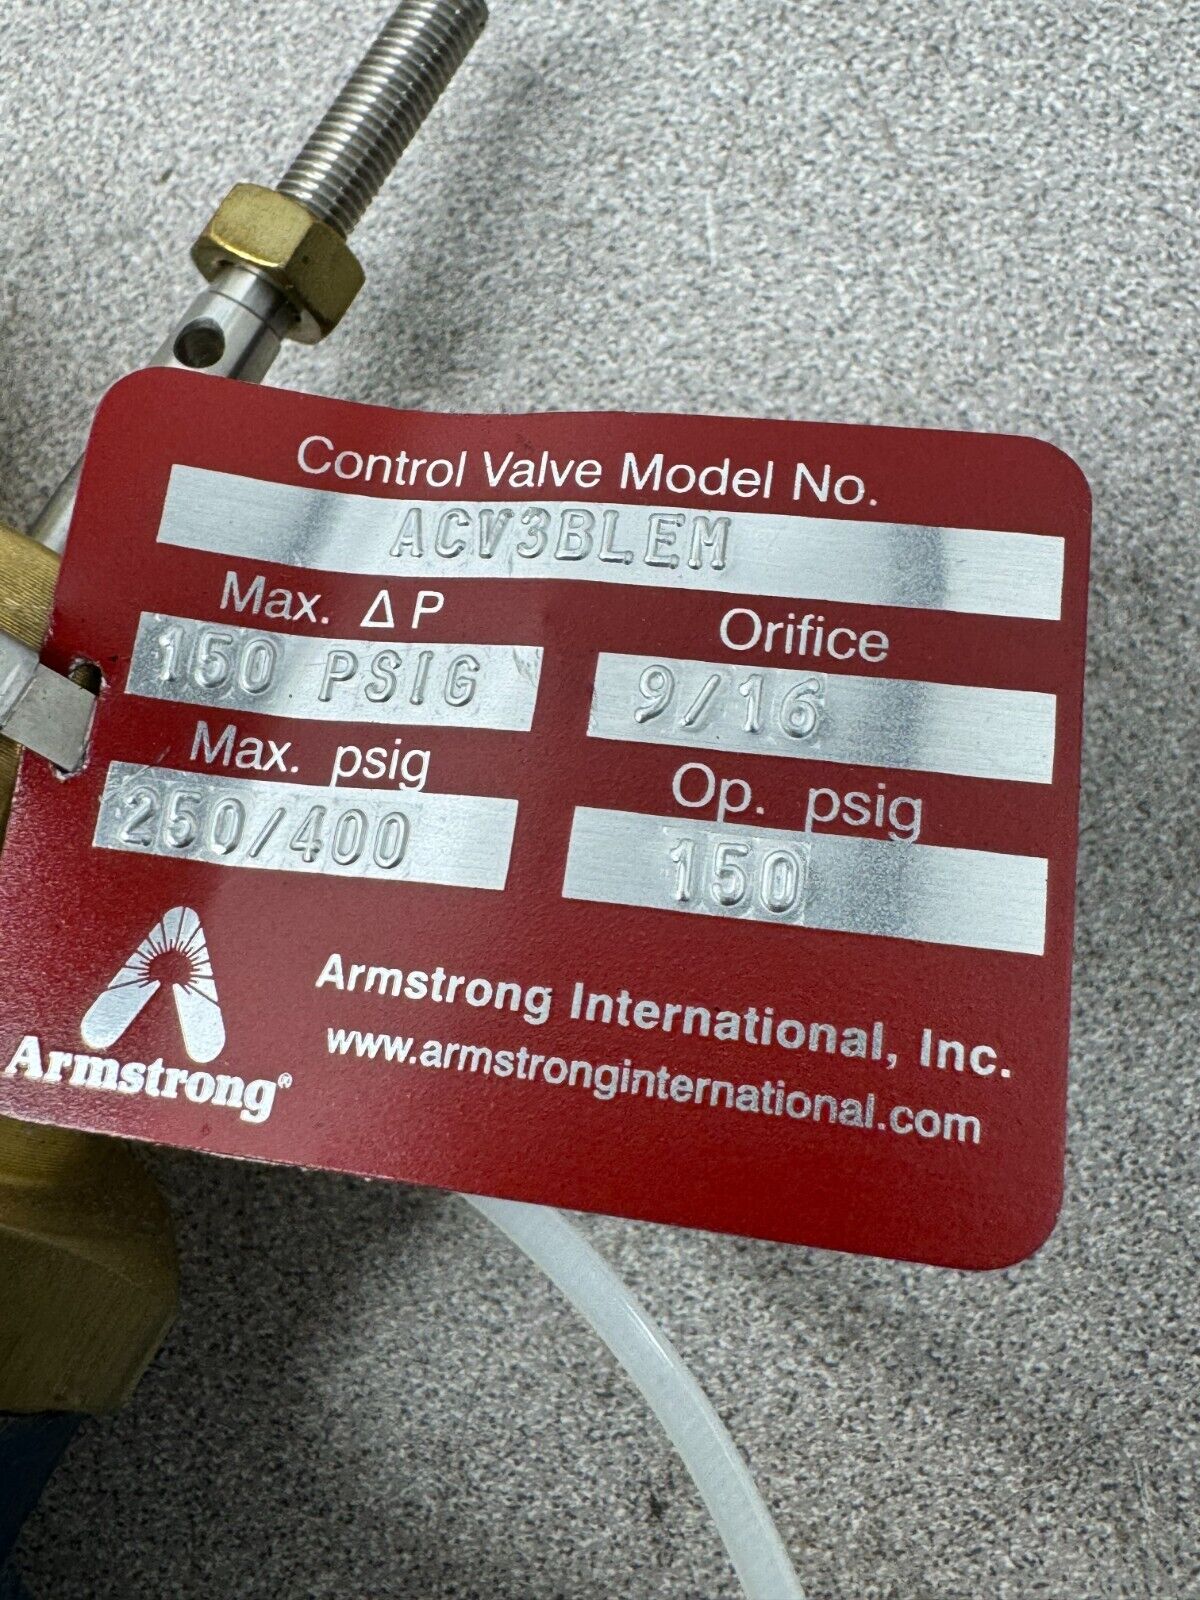 Control Valve Model No.
ACV3BLEM
Max. Δ P
Orifice
150 PSIG
9/16
Max. psig
Op. psig
250/400
150
Armstrong®
Armstrong International, Inc.
www.armstronginternational.com